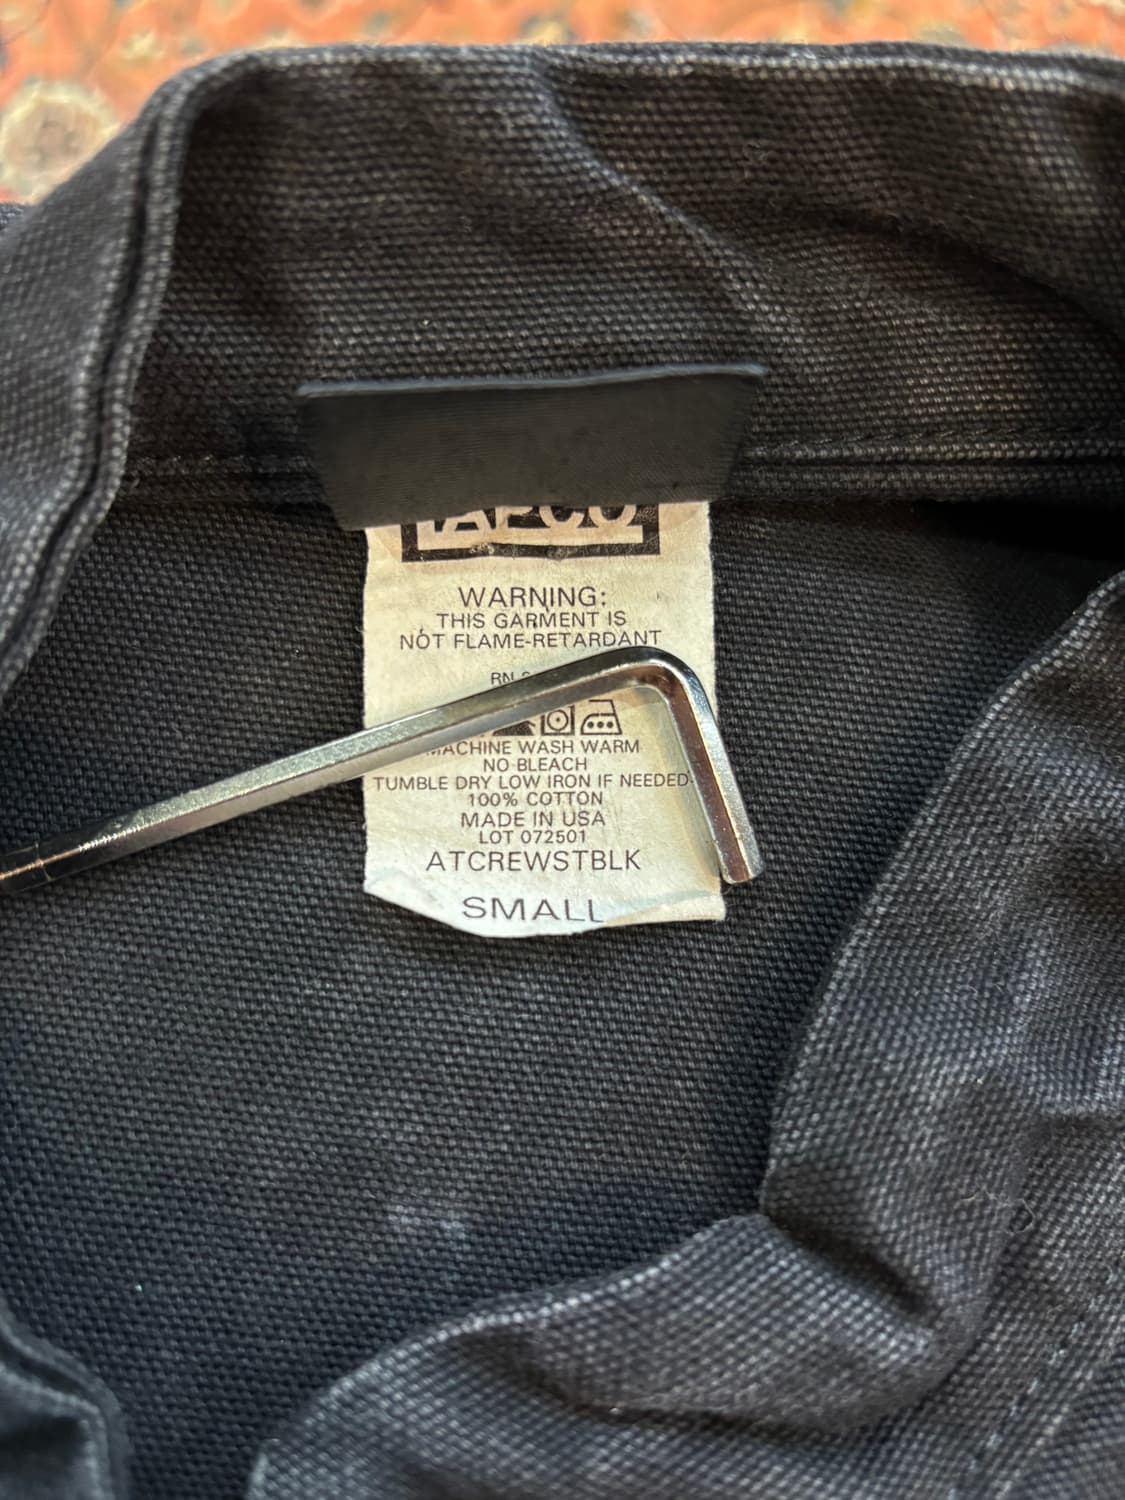 WARNING:
THIS GARMENT IS
NOT FLAME-RETARDANT
RN
MACHINE WASH WARM
NO BLEACH
TUMBLE DRY LOW IRON IF NEEDED
100% COTTON
MADE IN USA
LOT 072501
ATCREWSTBLK
SMALL